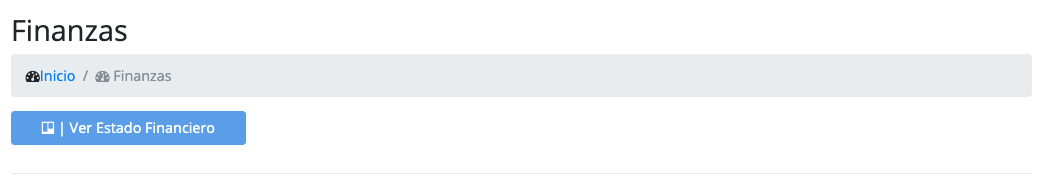 Finanzas
Inicio / Finanzas
| Ver Estado Financiero